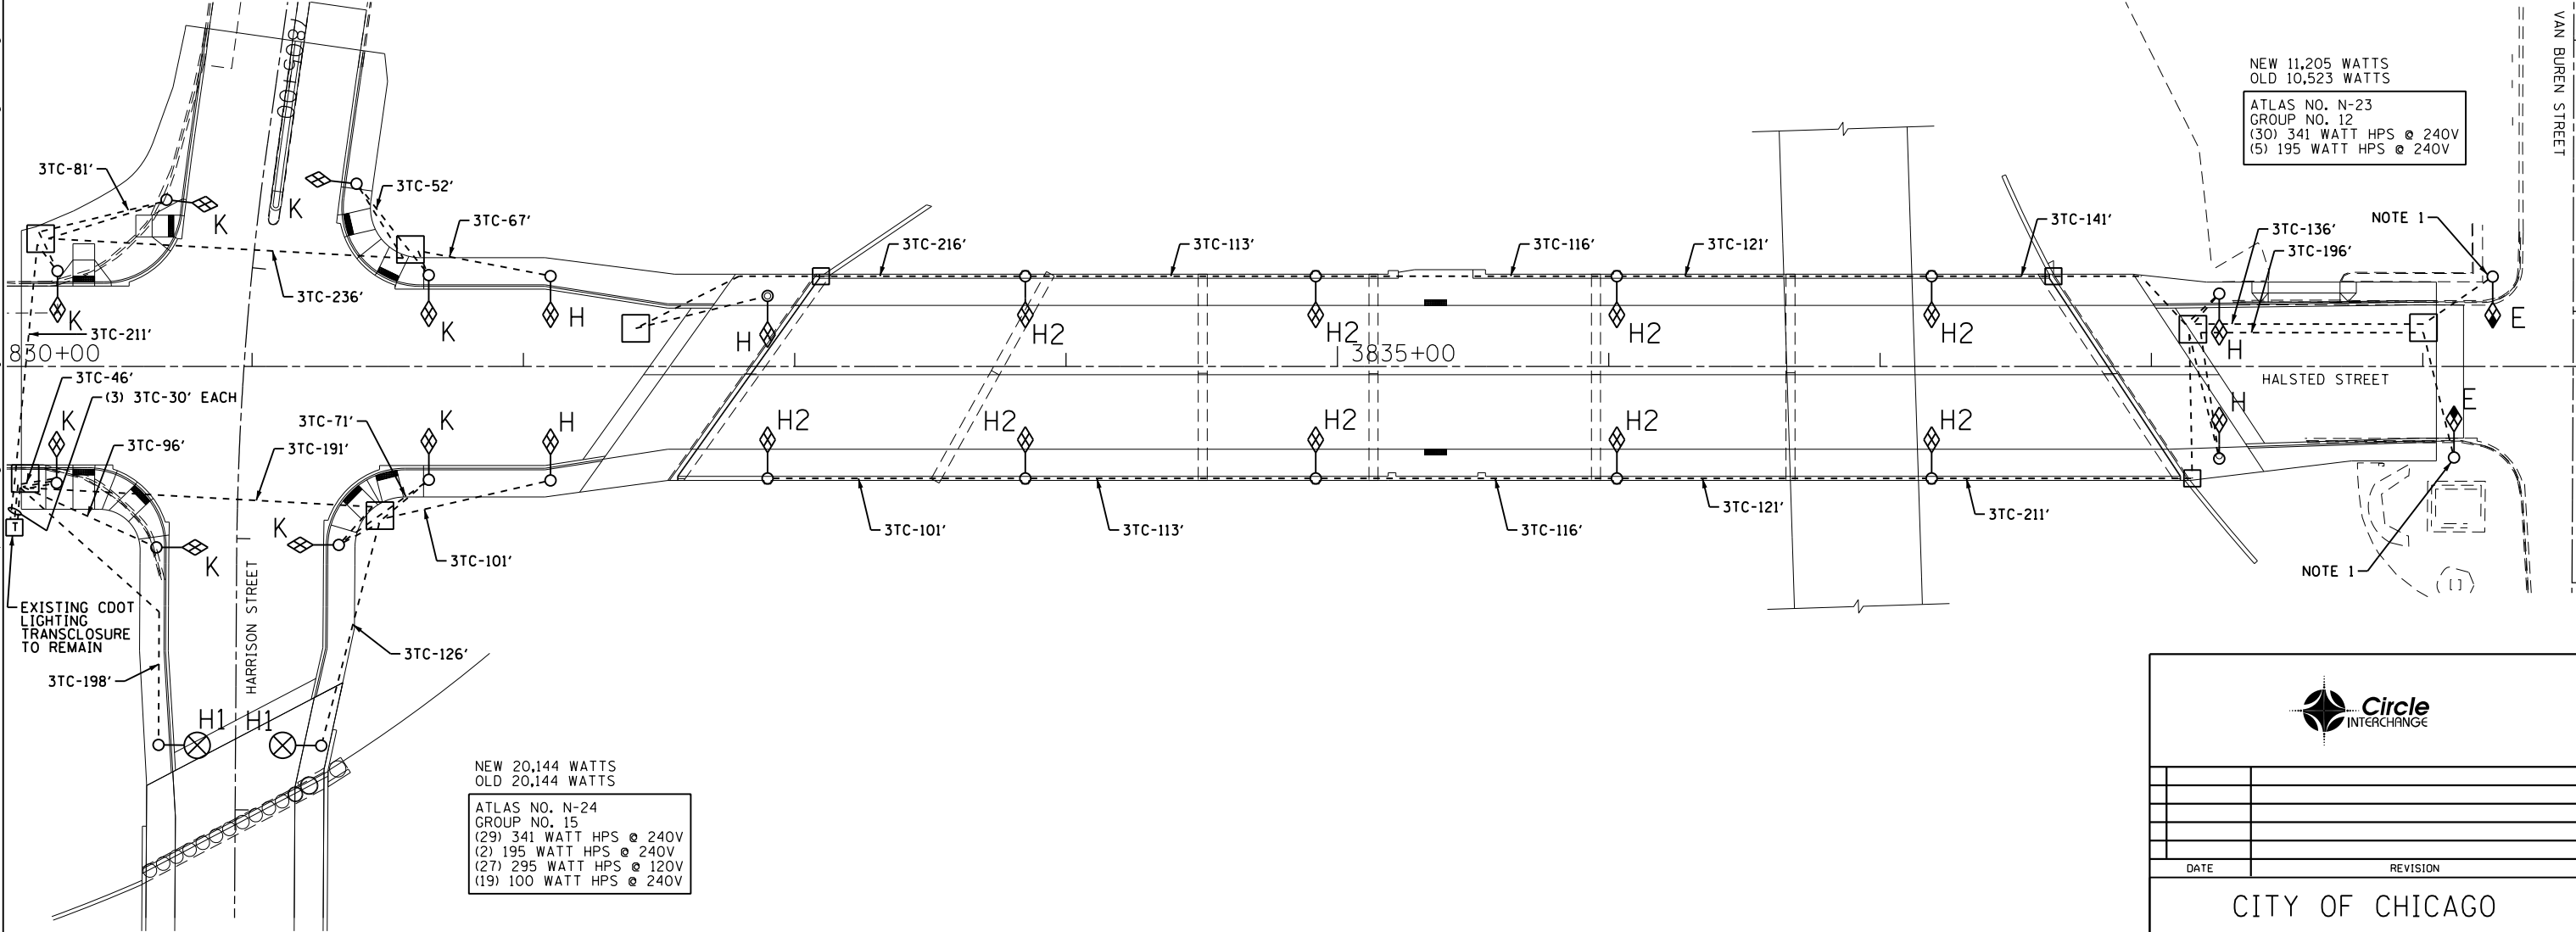 NEW 11,205 WATTS
OLD 10,523 WATTS
ATLAS NO. N-23
GROUP NO. 12
(30) 341 WATT HPS @ 240V
(5) 195 WATT HPS @ 240V
VAN BUREN STREET
3TC-81'
K
K
3TC-52'
3TC-67'
3TC-236'
K
3TC-211'
K
H
H
3TC-216'
H2
3TC-113'
H2
3TC-116'
H2
3TC-121'
H2
3TC-141'
3TC-136'
3TC-196'
NOTE 1
H
E
830+00
3835+00
HALSTED STREET
3TC-46'
(3) 3TC-30' EACH
K
3TC-96'
3TC-191'
3TC-71'
K
H
H2
H2
H2
H2
H2
H
E
K
K
3TC-101'
3TC-101'
3TC-113'
3TC-116'
3TC-121'
3TC-211'
NOTE 1
T
EXISTING CDOT
LIGHTING
TRANSCLOSURE
TO REMAIN
HARRISON STREET
3TC-126'
3TC-198'
H1
H1
NEW 20,144 WATTS
OLD 20,144 WATTS
ATLAS NO. N-24
GROUP NO. 15
(29) 341 WATT HPS @ 240V
(2) 195 WATT HPS @ 240V
(27) 295 WATT HPS @ 120V
(19) 100 WATT HPS @ 240V
Circle
INTERCHANGE
DATE
REVISION
CITY OF CHICAGO